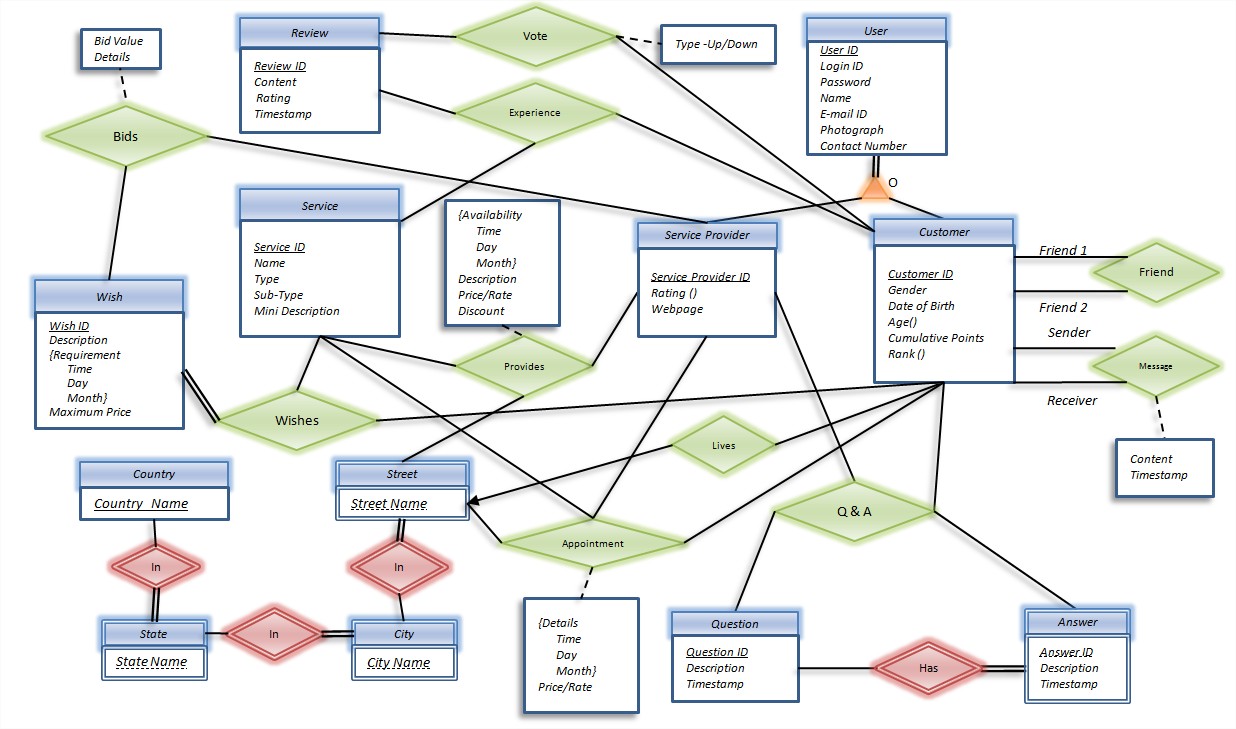 Bid Value
Details
Bids
Review
Review ID
Content
Rating
Timestamp
Vote
Type -Up/Down
Experience
User
User ID
Login ID
Password
Name
E-mail ID
Photograph
Contact Number
O
Service
Service ID
Name
Type
Sub-Type
Mini Description
{Availability
Time
Day
Month}
Description
Price/Rate
Discount
Service Provider
Service Provider ID
Rating ()
Webpage
Customer
Customer ID
Gender
Date of Birth
Age()
Cumulative Points
Rank ()
Friend 1
Friend
Friend 2
Sender
Message
Receiver
Content
Timestamp
Wish
Wish ID
Description
{Requirement
Time
Day
Month}
Maximum Price
Wishes
Provides
Lives
Country
Country_Name
In
State
State Name
In
Street
Street Name
In
City
City Name
Appointment
{Details
Time
Day
Month}
Price/Rate
Q & A
Question
Question ID
Description
Timestamp
Has
Answer
Answer ID
Description
Timestamp